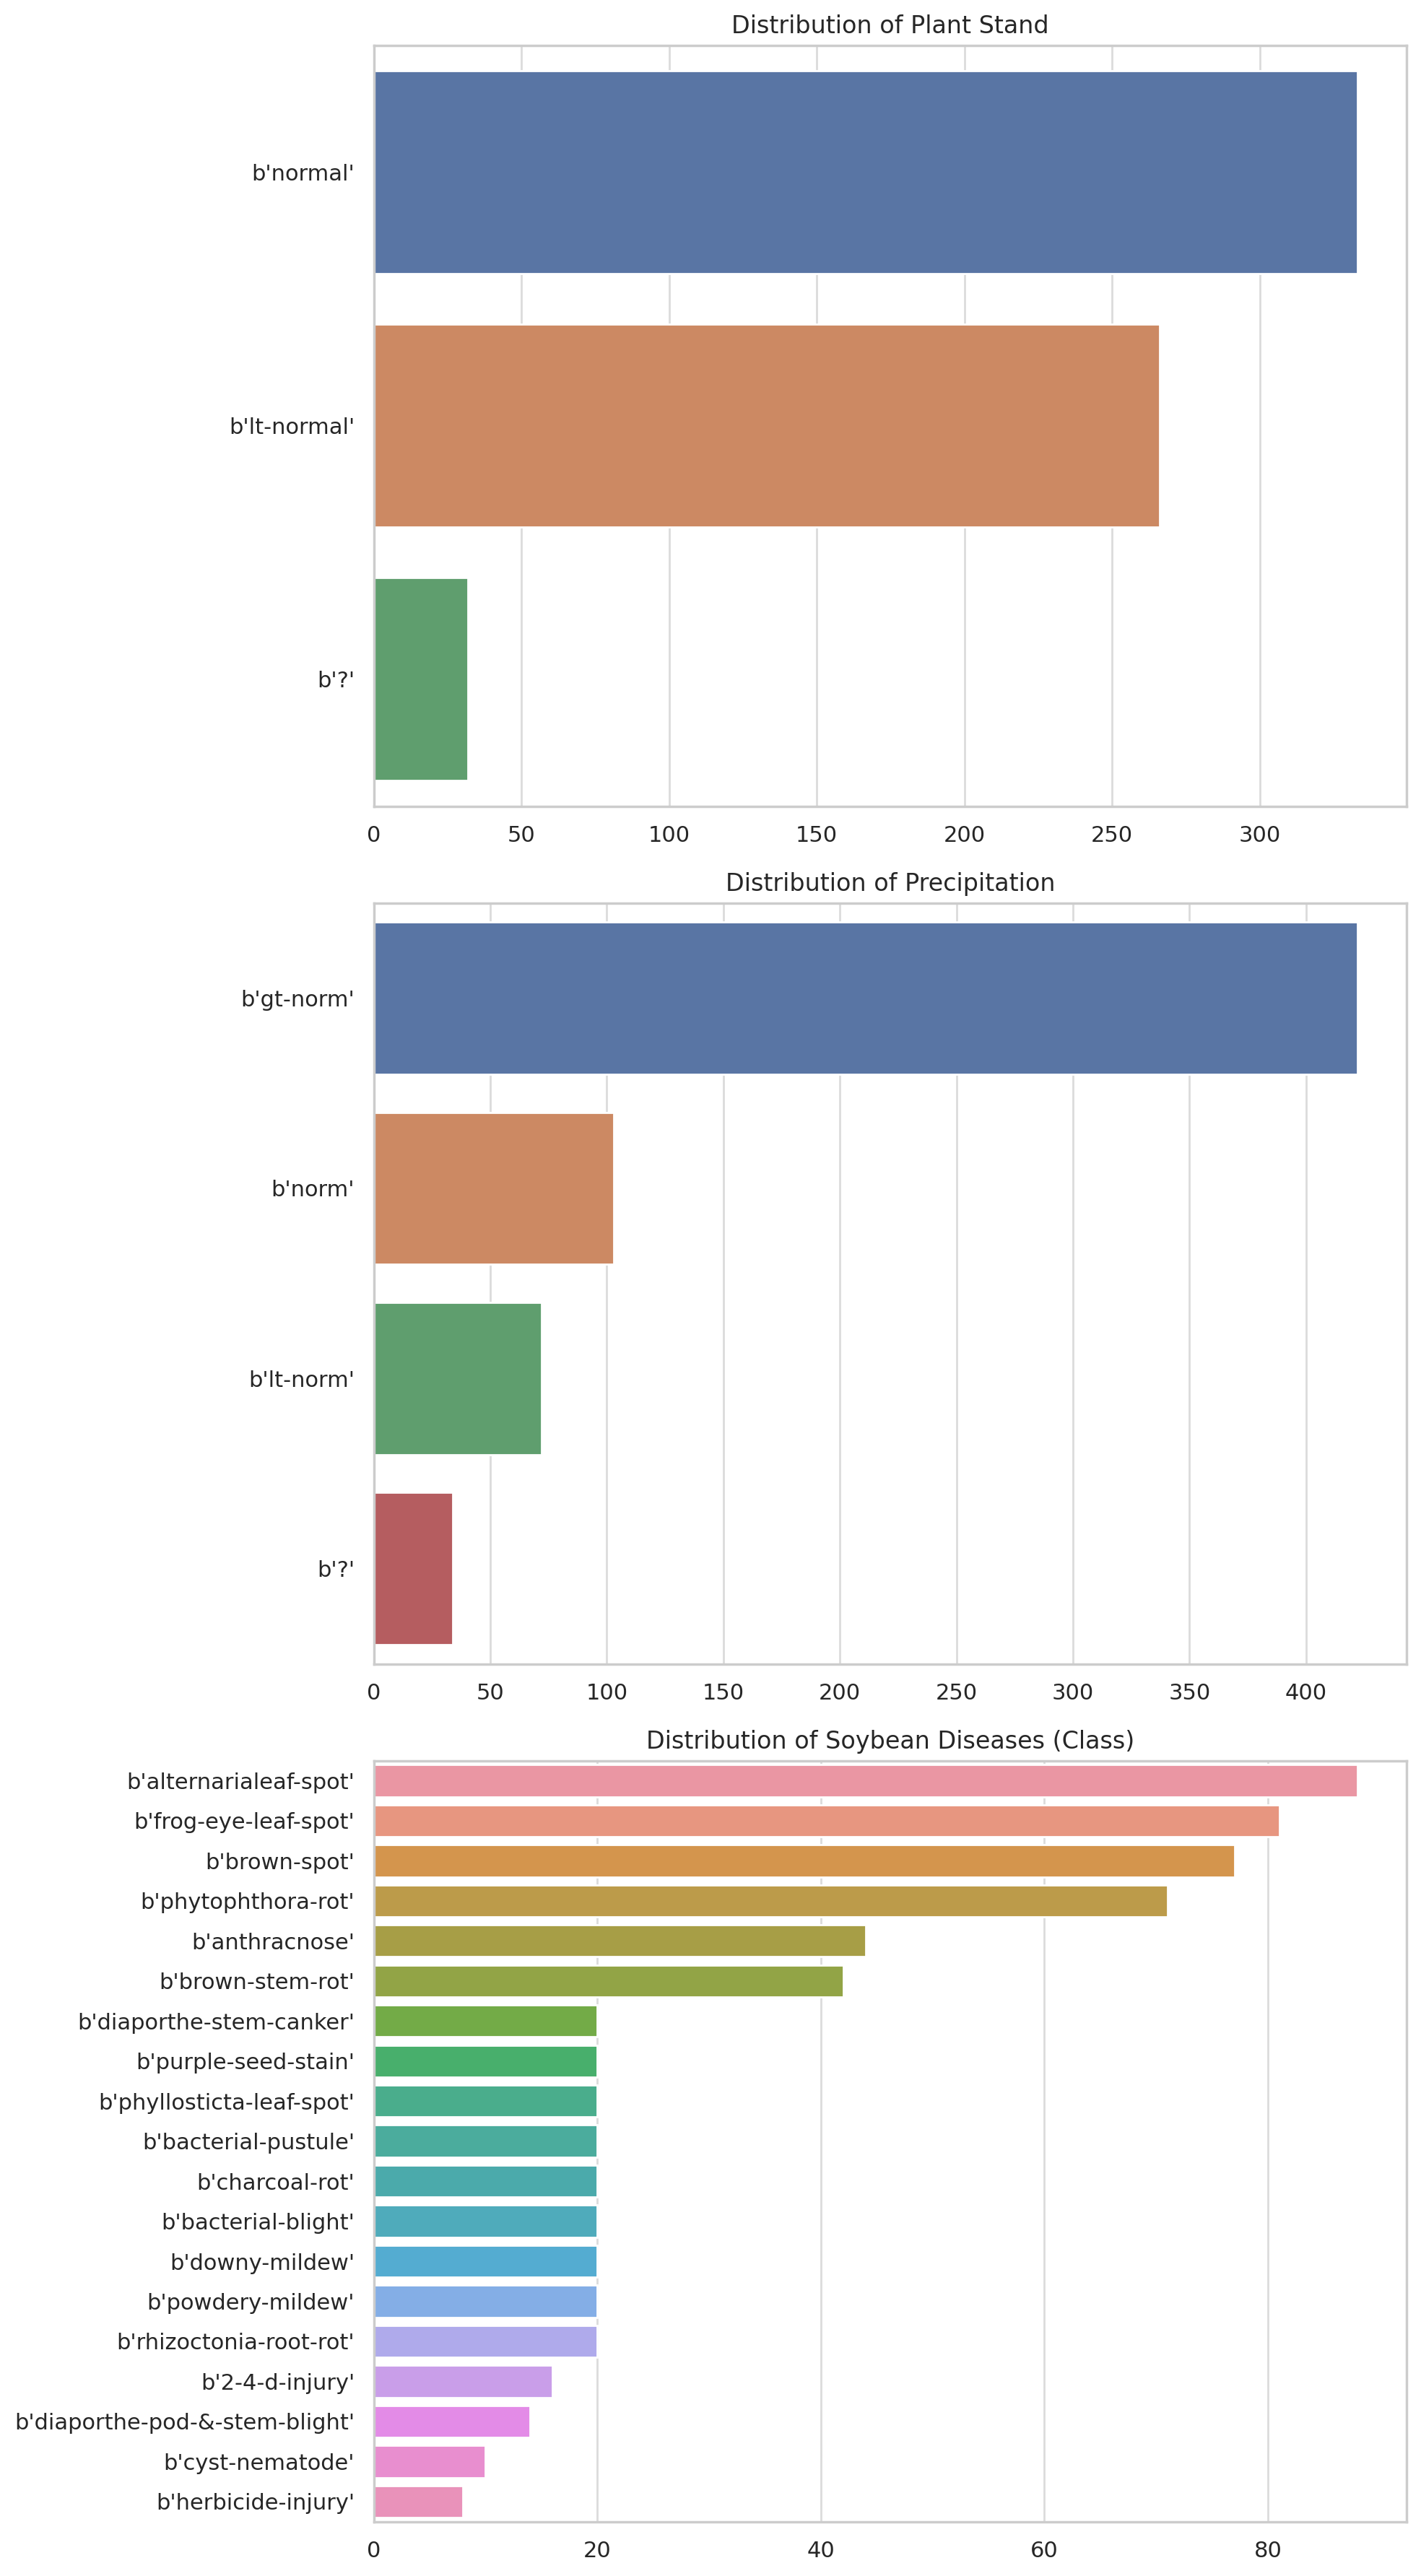 Distribution of Plant Stand
b'normal'
b'lt-normal'
b'?'
0 50 100 150 200 250 300
Distribution of Precipitation
b'gt-norm'
b'norm'
b'lt-norm'
b'?'
0 50 100 150 200 250 300 350 400
Distribution of Soybean Diseases (Class)
b'alternarialeaf-spot'
b'frog-eye-leaf-spot'
b'brown-spot'
b'phytophthora-rot'
b'anthracnose'
b'brown-stem-rot'
b'diaporthe-stem-canker'
b'purple-seed-stain'
b'phyllosticta-leaf-spot'
b'bacterial-pustule'
b'charcoal-rot'
b'bacterial-blight'
b'downy-mildew'
b'powdery-mildew'
b'rhizoctonia-root-rot'
b'2-4-d-injury'
b'diaporthe-pod-&-stem-blight'
b'cyst-nematode'
b'herbicide-injury'
0 20 40 60 80